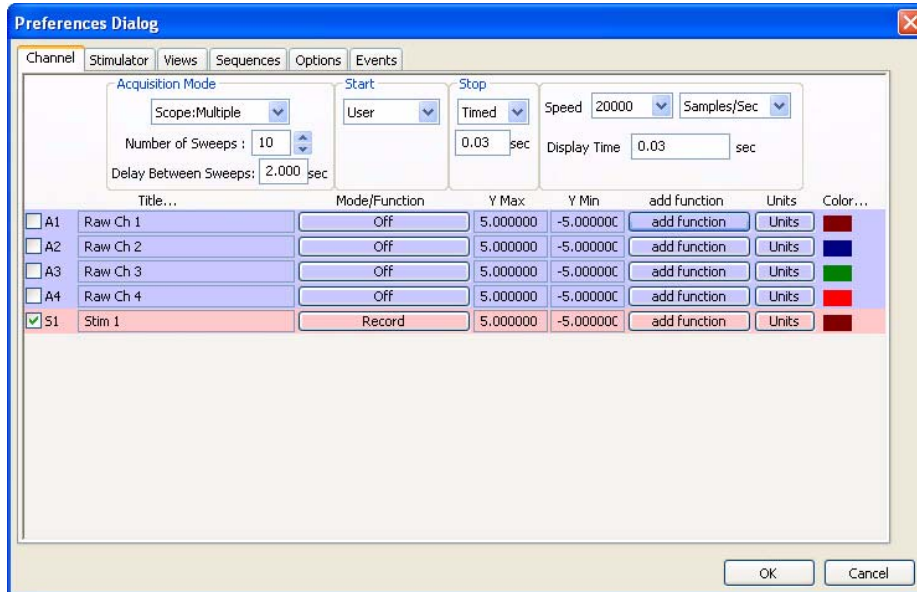 Preferences Dialog
Channel Stimulator Views Sequences Options Events
Acquisition Mode Start Stop
Scope:Multiple User Timed Speed 20000 Samples/Sec
Number of Sweeps : 10 0.03 sec Display Time 0.03 sec
Delay Between Sweeps: 2.000 sec
Title... Mode/Function Y Max Y Min add function Units Color...
A1 Raw Ch 1 Off 5.000000 -5.00000C add function Units
A2 Raw Ch 2 Off 5.000000 -5.00000C add function Units
A3 Raw Ch 3 Off 5.000000 -5.00000C add function Units
A4 Raw Ch 4 Off 5.000000 -5.00000C add function Units
S1 Stim 1 Record 5.000000 -5.00000C add function Units
OK Cancel